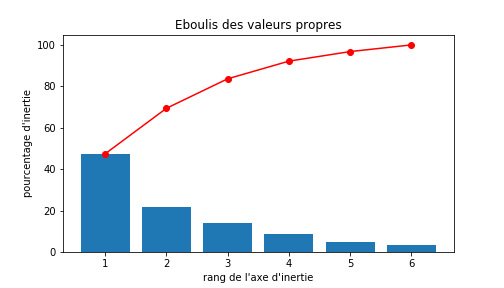 Eboulis des valeurs propres
100
80
60
40
20
0
pourcentage d'inertie
1 2 3 4 5 6
rang de l'axe d'inertie